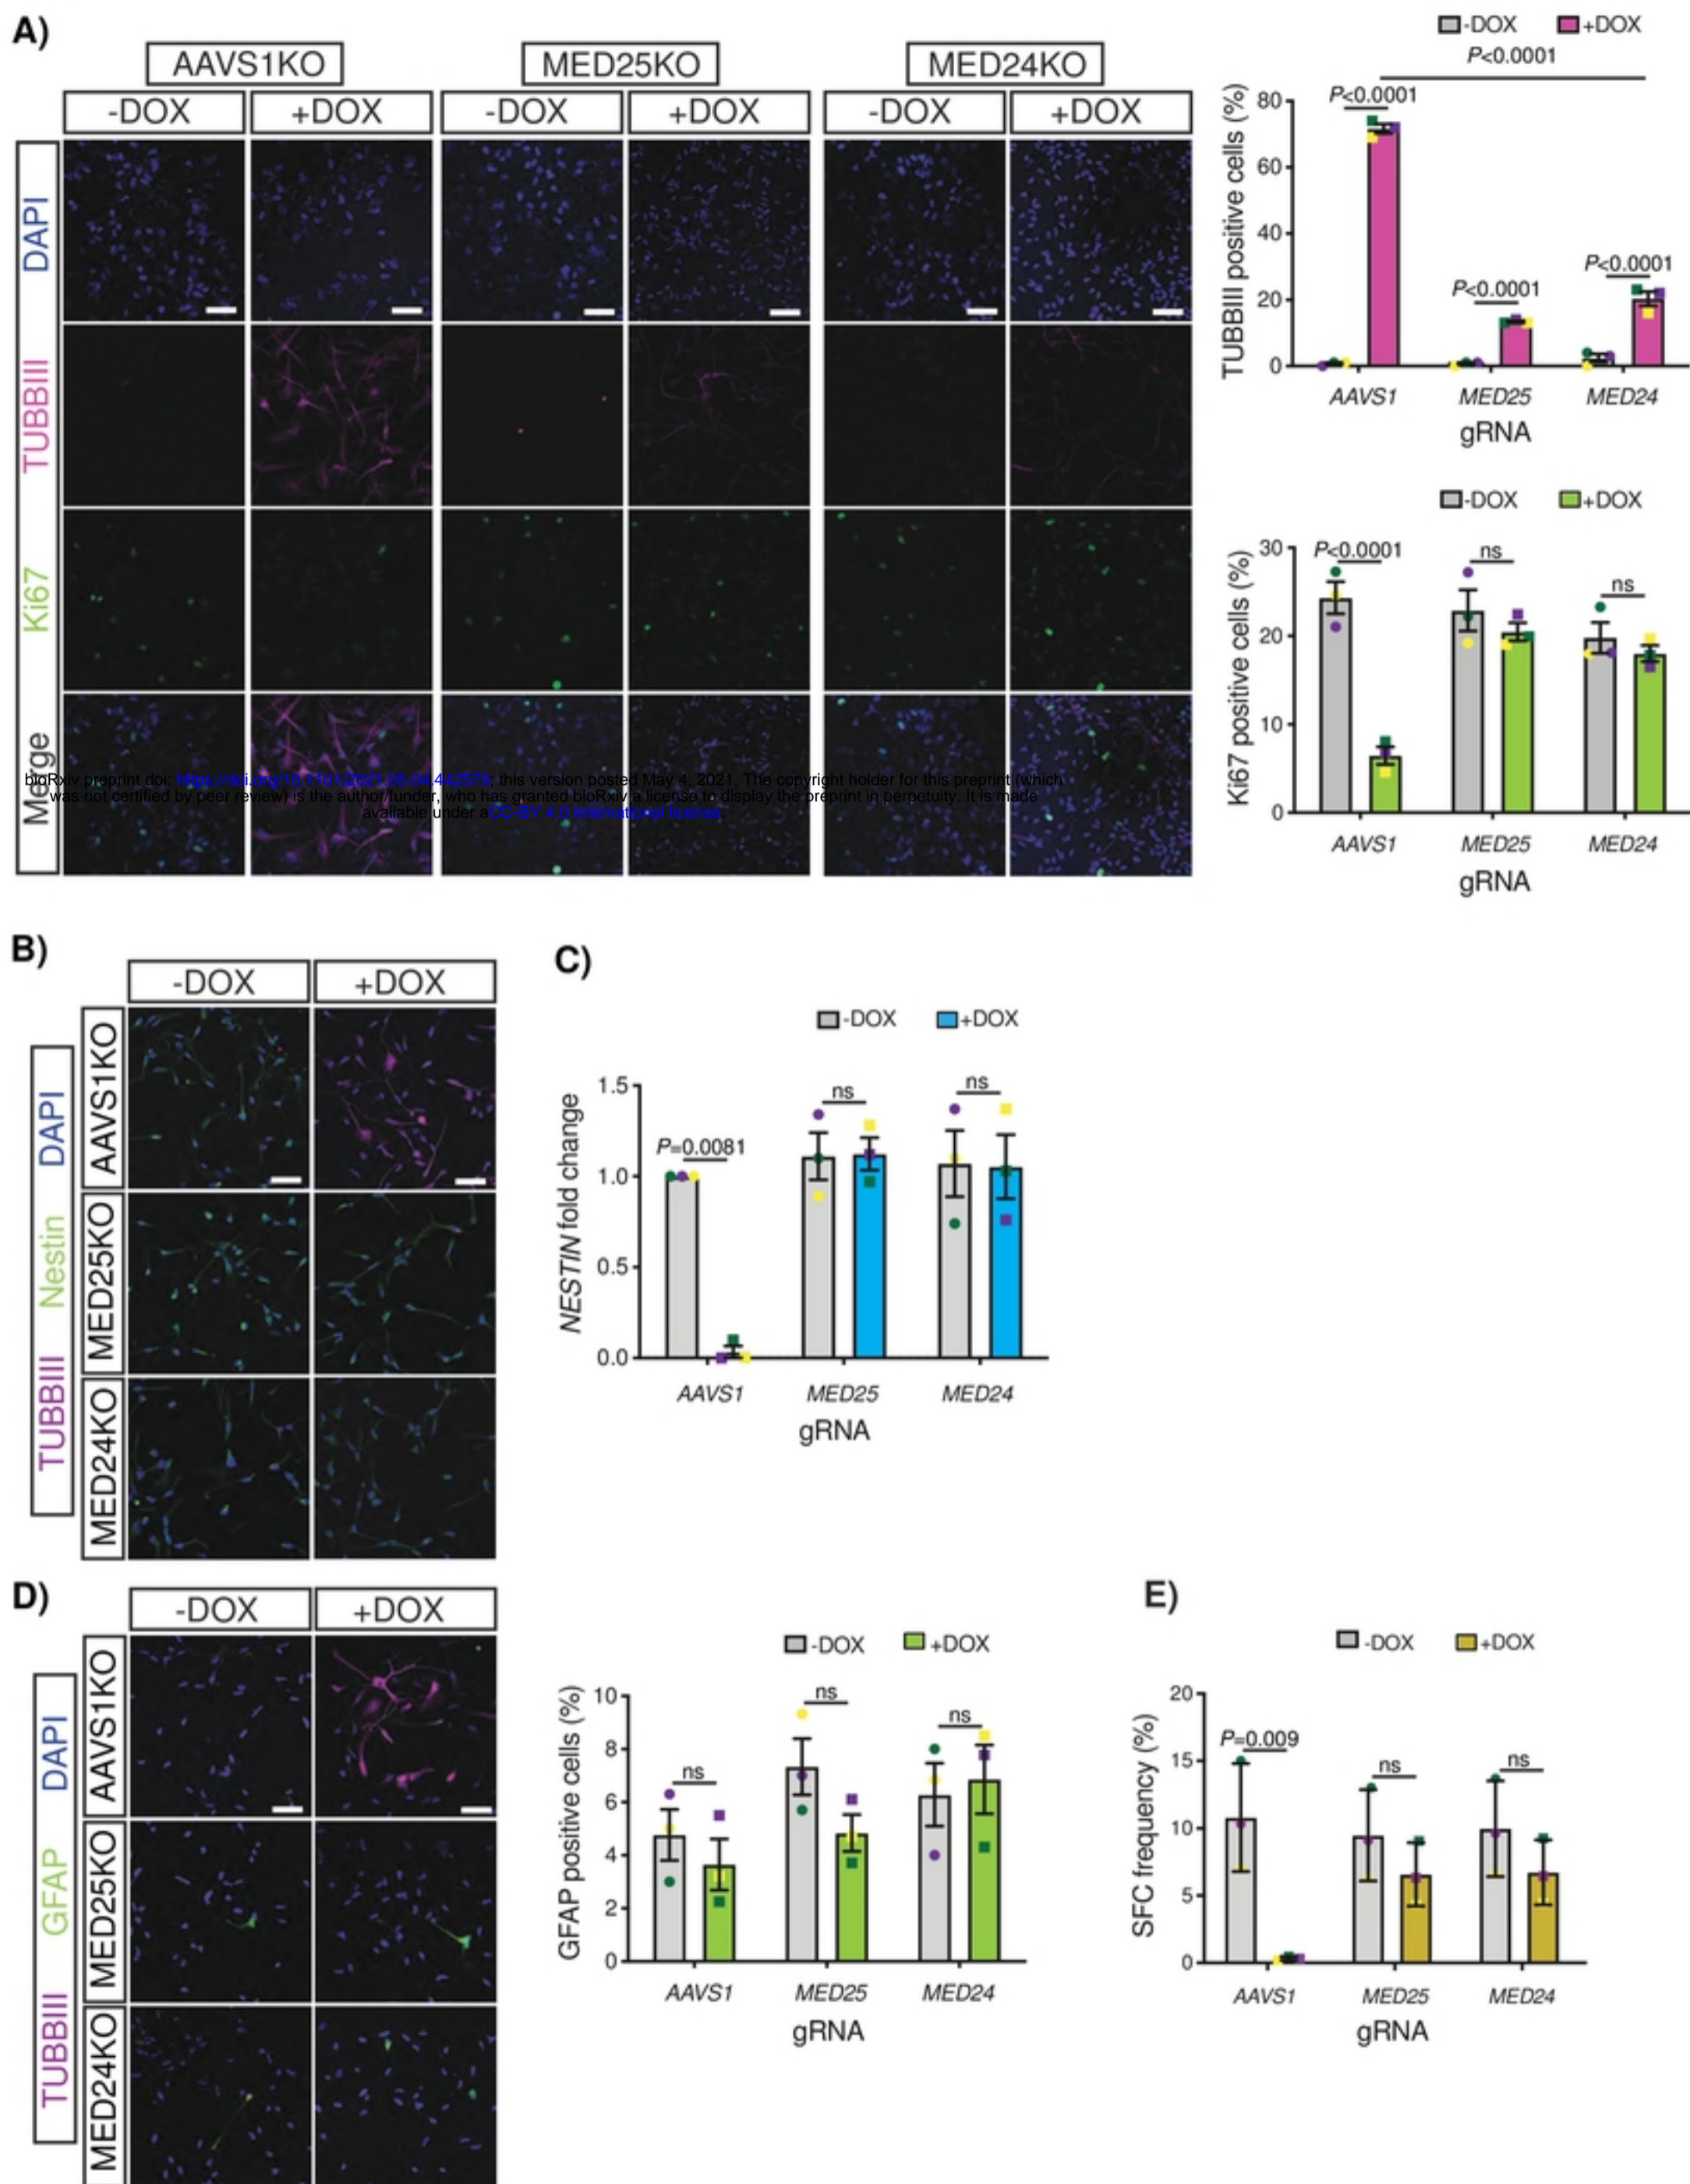 A)
AAVS1KO
MED25KO
MED24KO
-DOX
+DOX
-DOX
+DOX
-DOX
+DOX
DAPI
TUBBIII
Ki67
Merge
bioRxiv preprint doi: https://doi.org/10.1101/2021.05.04.442579; this version posted May 4, 2021. The copyright holder for this preprint (which
was not certified by peer review) is the author/funder, who has granted bioRxiv a license to display the preprint in perpetuity. It is made
available under aCC-BY 4.0 International license.
-DOX +DOX
P<0.0001
P<0.0001
P<0.0001
P<0.0001
TUBBIII positive cells (%)
80
60
40
20
0
AAVS1 MED25 MED24
gRNA
-DOX +DOX
P<0.0001
ns
ns
Ki67 positive cells (%)
30
20
10
0
AAVS1 MED25 MED24
gRNA
B)
-DOX
+DOX
TUBBIII Nestin DAPI
AAVS1KO
MED25KO
MED24KO
C)
-DOX +DOX
P=0.0081
ns
ns
NESTIN fold change
1.5
1.0
0.5
0.0
AAVS1 MED25 MED24
gRNA
D)
-DOX
+DOX
TUBBIII GFAP DAPI
AAVS1KO
MED25KO
MED24KO
-DOX +DOX
ns
ns
ns
GFAP positive cells (%)
10
8
6
4
2
0
AAVS1 MED25 MED24
gRNA
E)
-DOX +DOX
P=0.009
ns
ns
SFC frequency (%)
20
15
10
5
0
AAVS1 MED25 MED24
gRNA